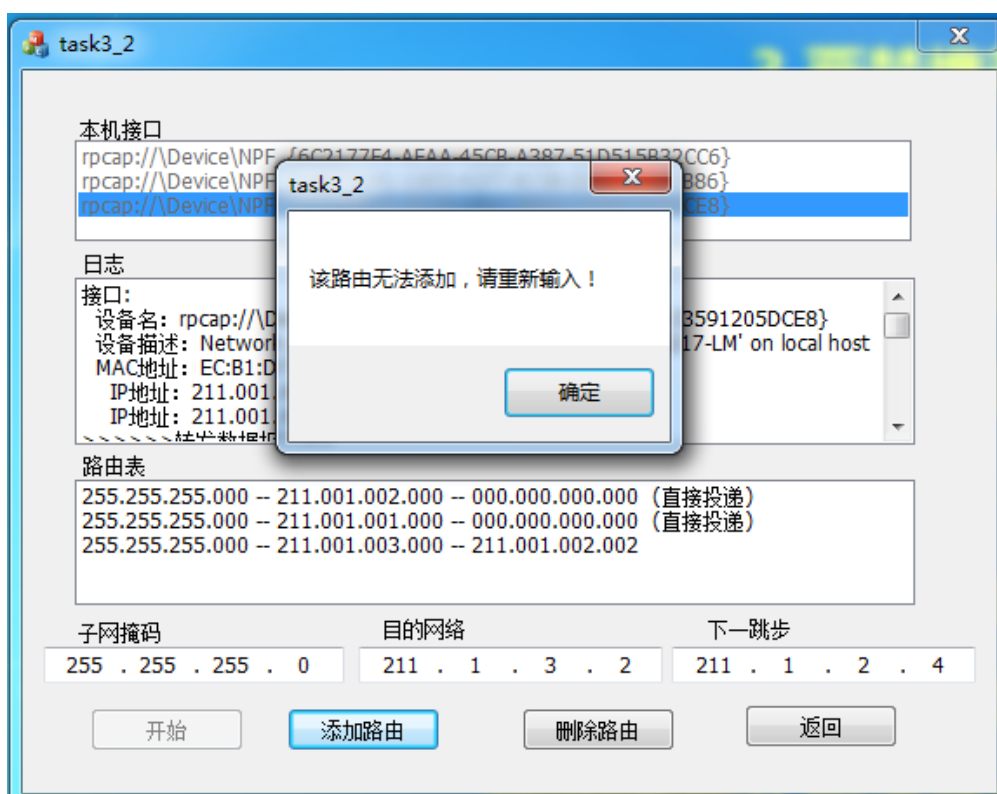 task3_2
本机接口
rpcap://\Device\NPF_{6C2177F4-AFAA-45CB-A387-51D515B32CC6}
rpcap://\Device\NPF B86}
rpcap://\Device\NPF CE8}
task3_2
该路由无法添加，请重新输入！
确定
日志
接口:
设备名: rpcap://\D 3591205DCE8}
设备描述: Networ 17-LM' on local host
MAC地址: EC:B1:D
IP地址: 211.001.
IP地址: 211.001.
>>>>>>转发数据报
路由表
255.255.255.000 -- 211.001.002.000 -- 000.000.000.000 (直接投递)
255.255.255.000 -- 211.001.001.000 -- 000.000.000.000 (直接投递)
255.255.255.000 -- 211.001.003.000 -- 211.001.002.002
子网掩码 目的网络 下一跳步
255 . 255 . 255 . 0 211 . 1 . 3 . 2 211 . 1 . 2 . 4
开始 添加路由 删除路由 返回